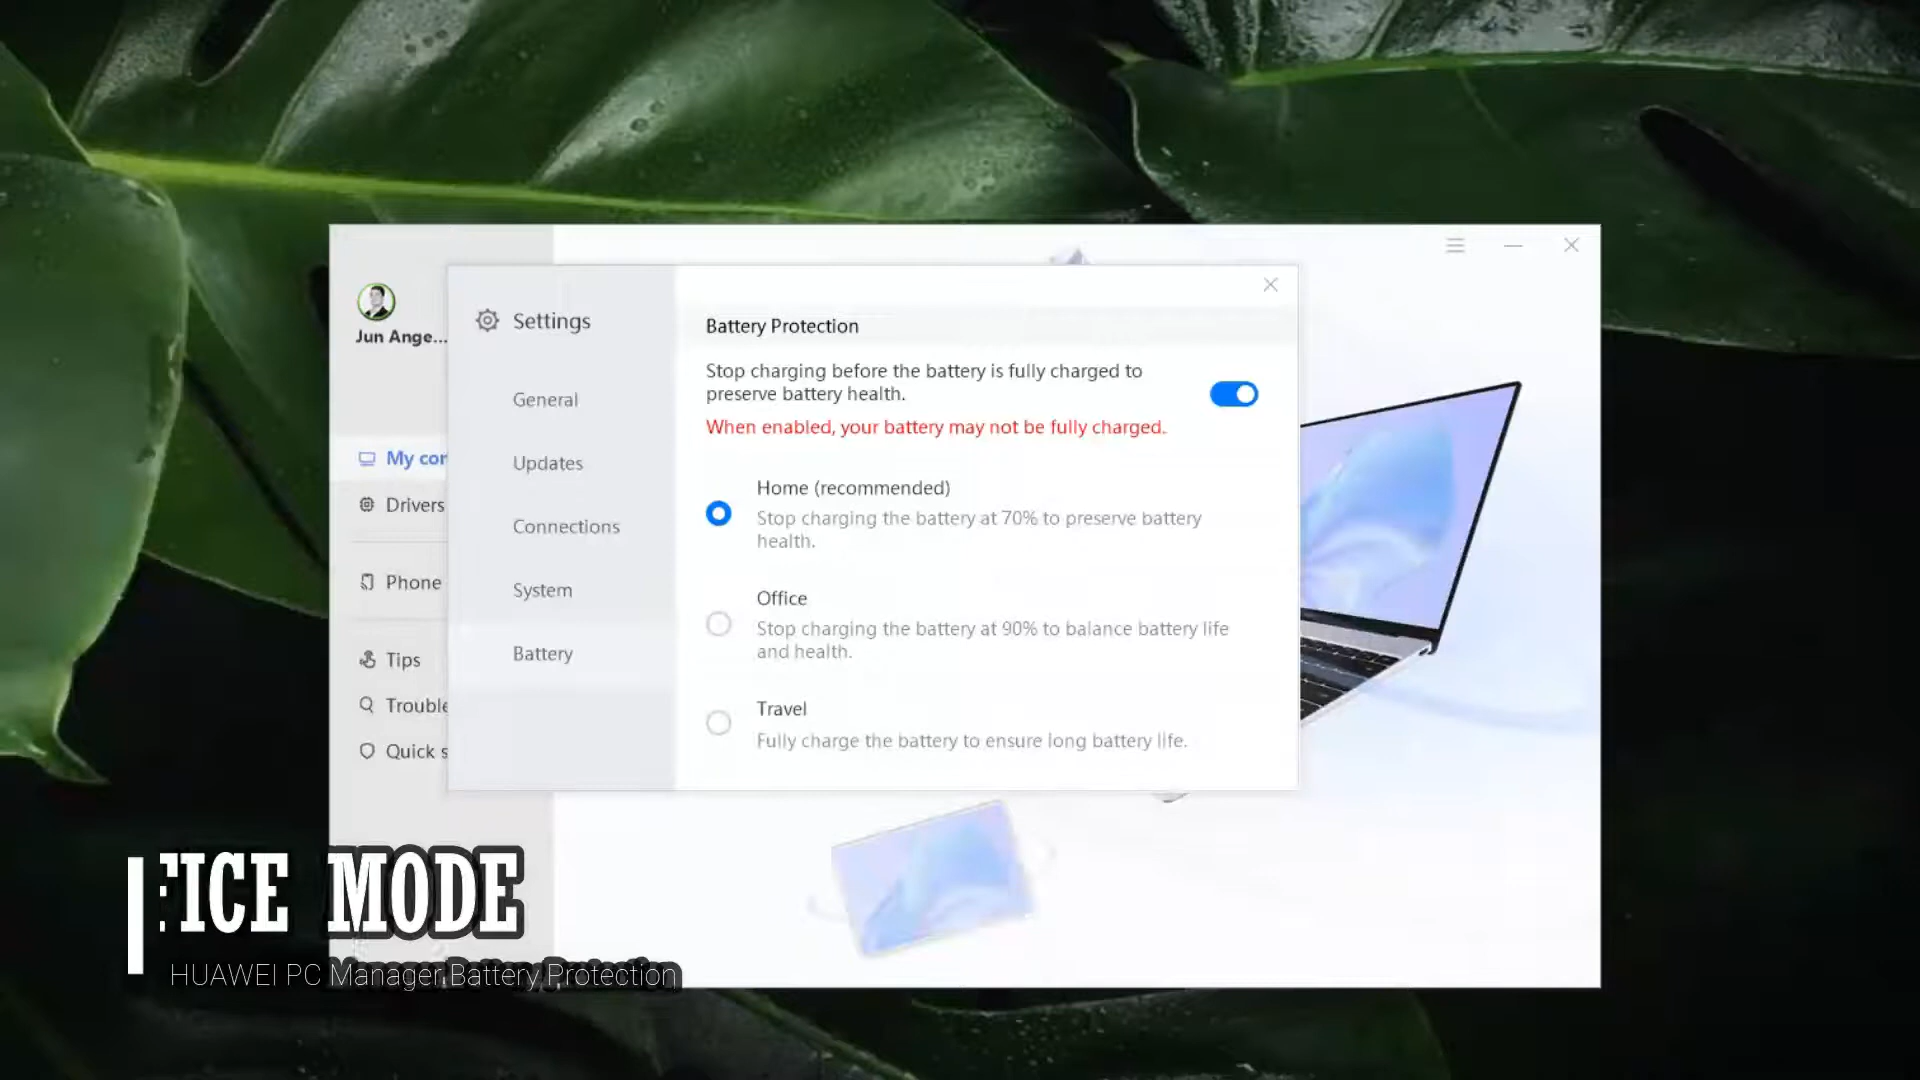 Jun Ange...
Settings
General
Updates
Connections
System
Battery
My con
Drivers
Phone
Tips
Trouble
Quick s
Battery Protection
Stop charging before the battery is fully charged to
preserve battery health.
When enabled, your battery may not be fully charged.
Home (recommended)
Stop charging the battery at 70% to preserve battery
health.
Office
Stop charging the battery at 90% to balance battery life
and health.
Travel
Fully charge the battery to ensure long battery life.
FICE MODE
HUAWEI PC Manager Battery Protection